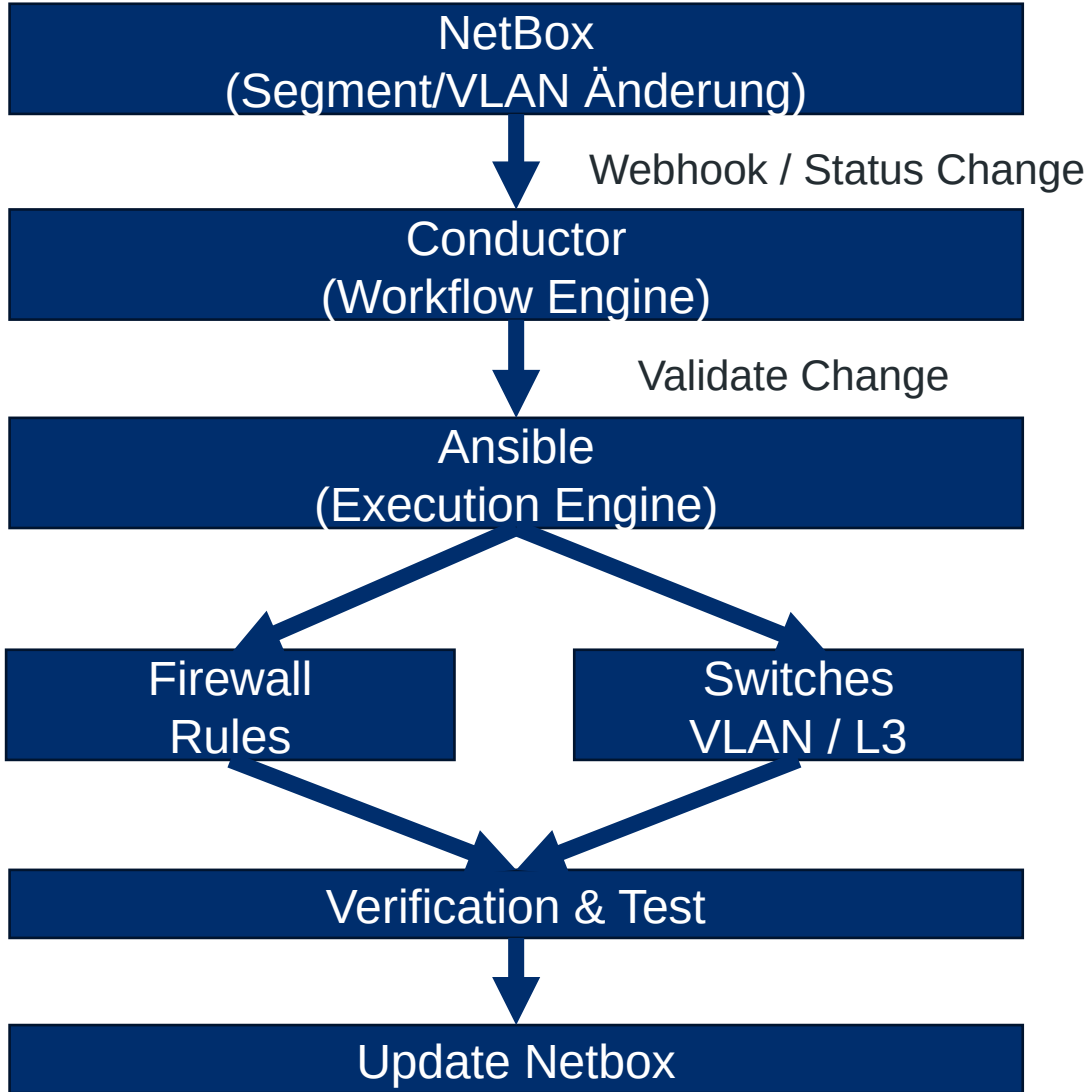 NetBox
(Segment/VLAN Änderung)
Webhook / Status Change
Conductor
(Workflow Engine)
Validate Change
Ansible
(Execution Engine)
Firewall
Rules
Switches
VLAN / L3
Verification & Test
Update Netbox